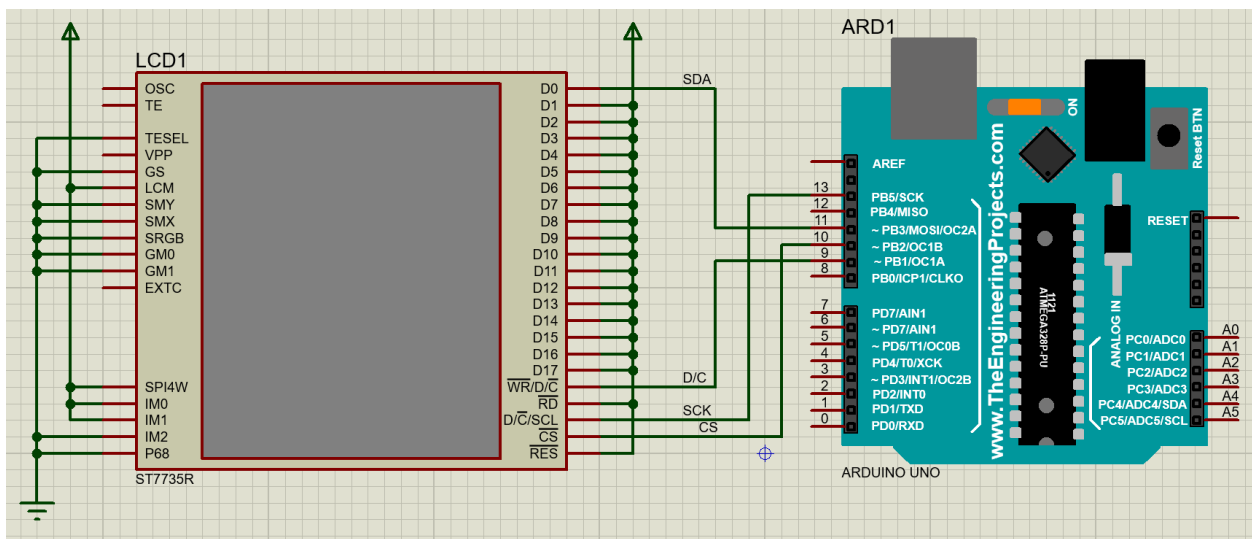 LCD1
OSC
TE
TESEL
VPP
GS
LCM
SMY
SMX
SRGB
GM0
GM1
EXTC
SPI4W
IM0
IM1
IM2
P68
ST7735R
D0
D1
D2
D3
D4
D5
D6
D7
D8
D9
D10
D11
D12
D13
D14
D15
D16
D17
WR/D/C
RD
D/C/SCL
CS
RES
SDA
D/C
SCK
CS
ARD1
ON
Reset BTN
www.TheEngineeringProjects.com
AREF
13 PB5/SCK
12 PB4/MISO
11 ~ PB3/MOSI/OC2A
10 ~ PB2/OC1B
9 ~ PB1/OC1A
8 PB0/ICP1/CLKO
7 PD7/AIN1
6 ~ PD7/AIN1
5 ~ PD5/T1/OC0B
4 PD4/T0/XCK
3 ~ PD3/INT1/OC2B
2 PD2/INT0
1 PD1/TXD
0 PD0/RXD
1121
ATMEGA328P-PU
RESET
ANALOG IN
PC0/ADC0 A0
PC1/ADC1 A1
PC2/ADC2 A2
PC3/ADC3 A3
PC4/ADC4/SDA A4
PC5/ADC5/SCL A5
ARDUINO UNO